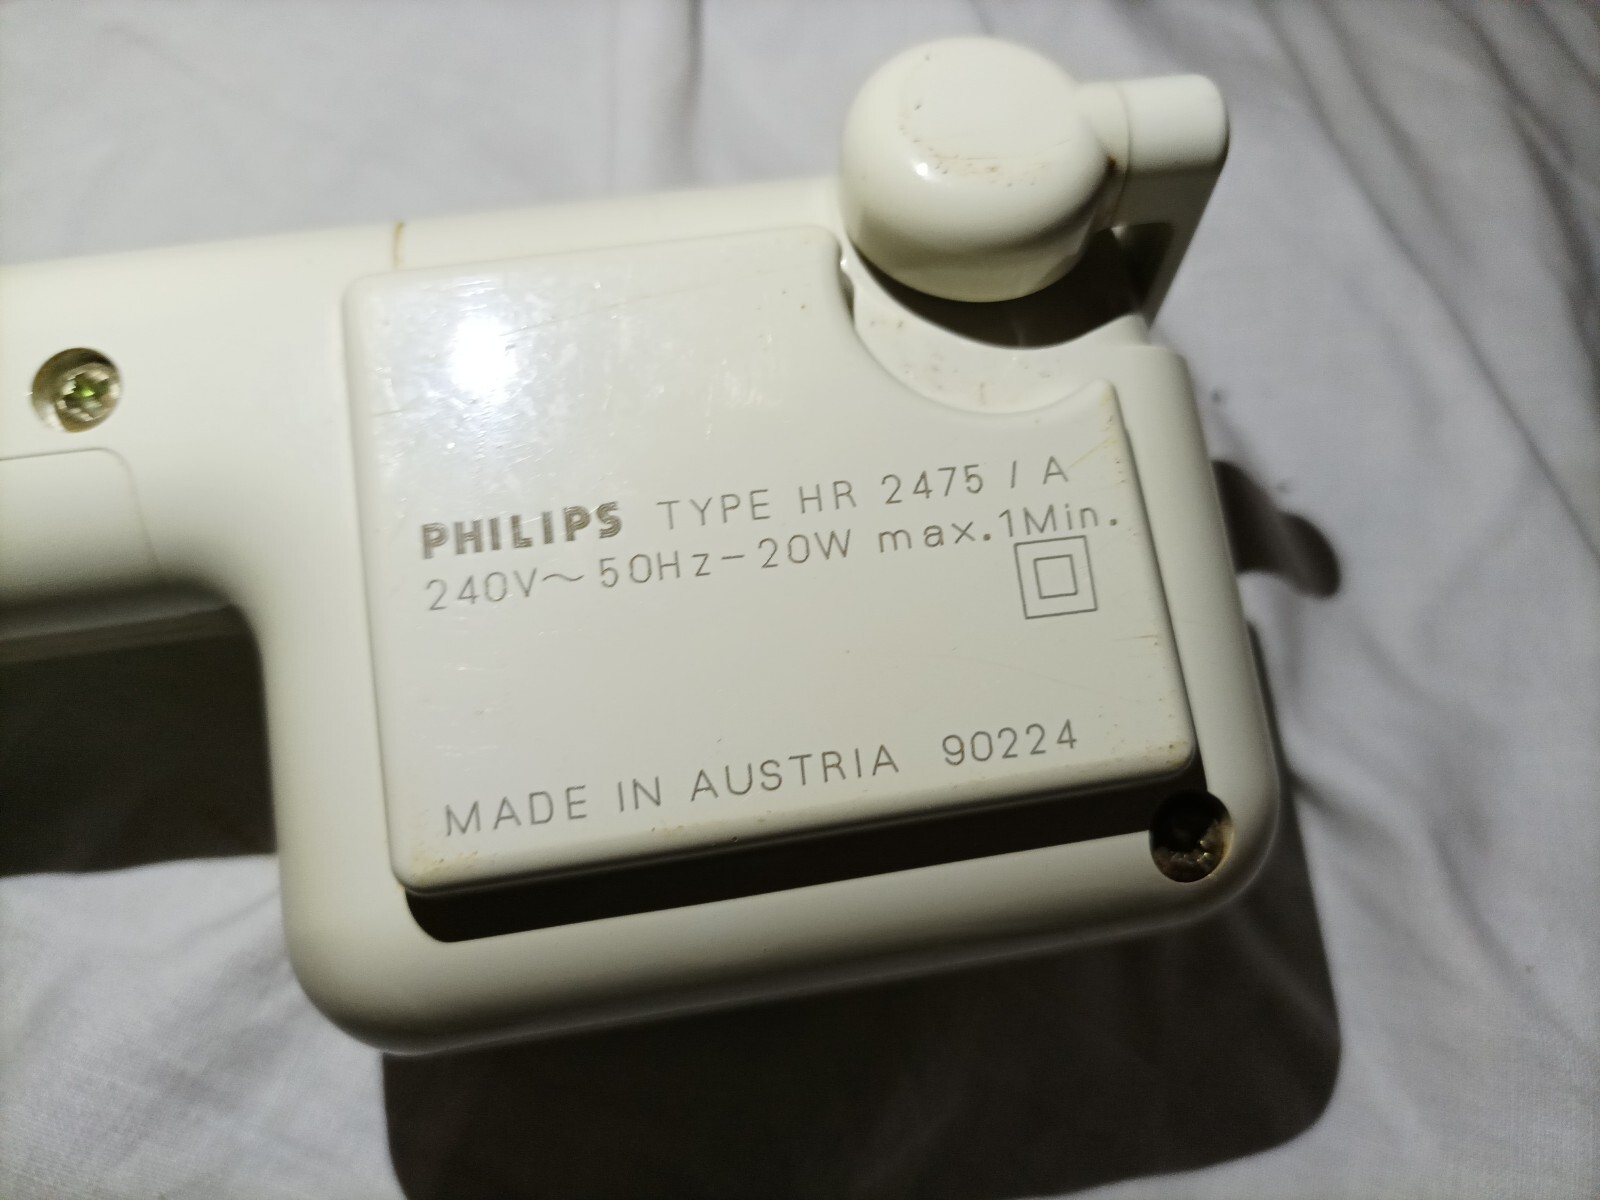 PHILIPS TYPE HR 2475 / A
240V~50Hz-20W max.1Min.
MADE IN AUSTRIA 90224